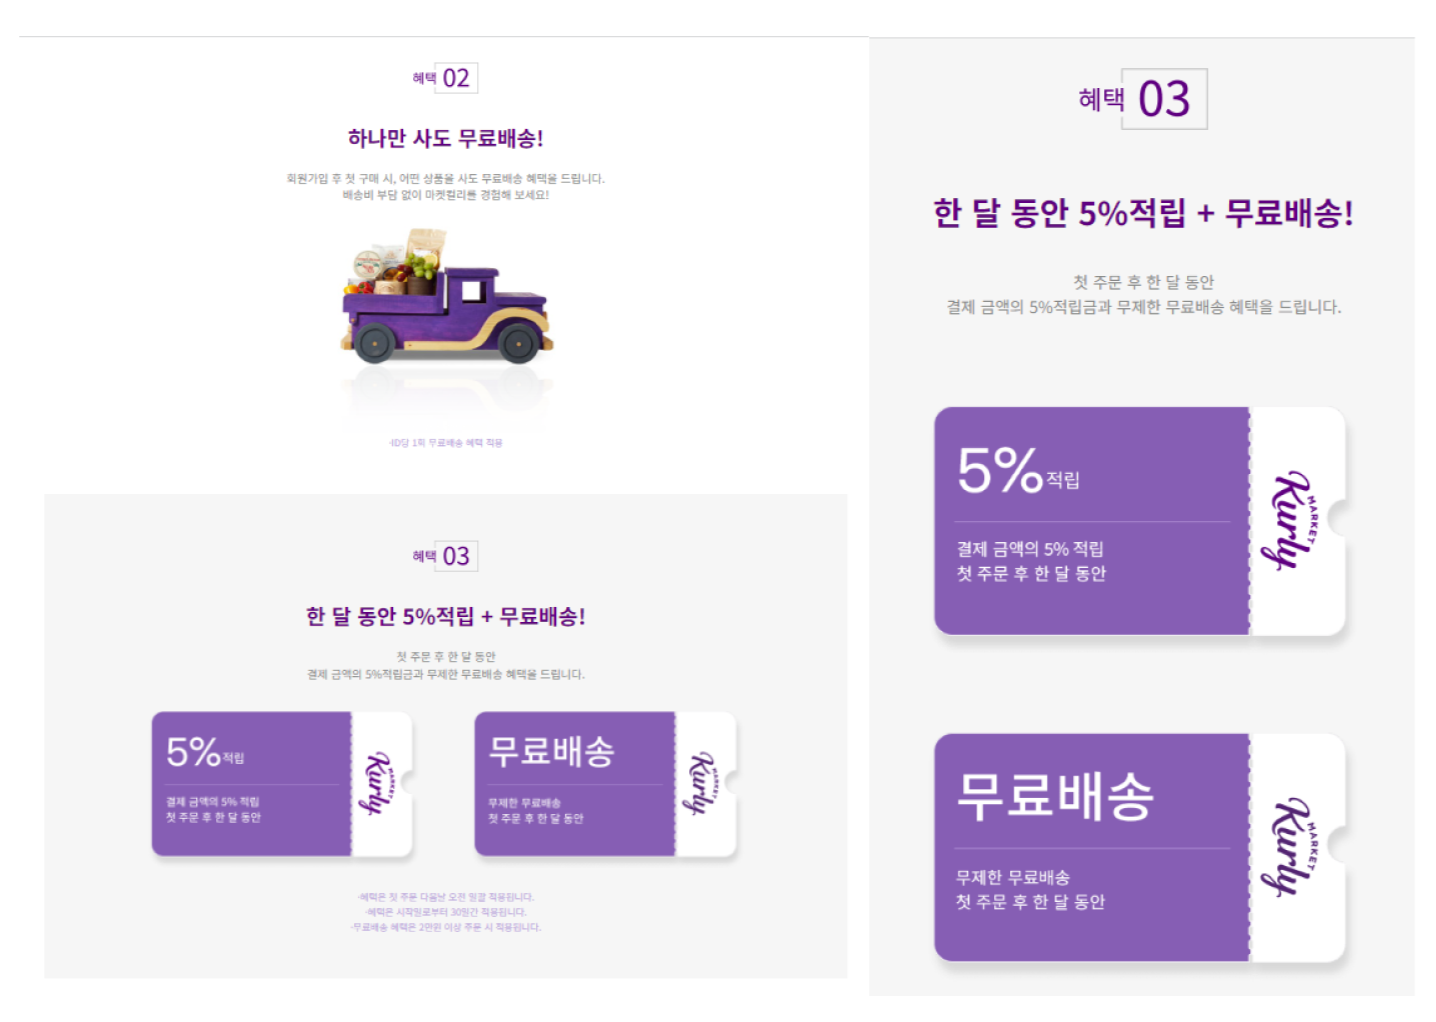 혜택 02
하나만 사도 무료배송!
회원가입 후 첫 구매 시, 어떤 상품을 사도 무료배송 혜택을 드립니다.
배송비 부담 없이 마켓컬리를 경험해 보세요!
·ID당 1회 무료배송 혜택 적용
혜택 03
한 달 동안 5%적립 + 무료배송!
첫 주문 후 한 달 동안
결제 금액의 5%적립금과 무제한 무료배송 혜택을 드립니다.
5% 적립
결제 금액의 5% 적립
첫 주문 후 한 달 동안
MARKET
Kurly
무료배송
무제한 무료배송
첫 주문 후 한 달 동안
MARKET
Kurly
·혜택은 첫 주문 다음날 오전 일괄 적용됩니다.
·혜택은 시작일로부터 30일간 적용됩니다.
·무료배송 혜택은 2만원 이상 주문 시 적용됩니다.
혜택 03
한 달 동안 5%적립 + 무료배송!
첫 주문 후 한 달 동안
결제 금액의 5%적립금과 무제한 무료배송 혜택을 드립니다.
5% 적립
결제 금액의 5% 적립
첫 주문 후 한 달 동안
MARKET
Kurly
무료배송
무제한 무료배송
첫 주문 후 한 달 동안
MARKET
Kurly